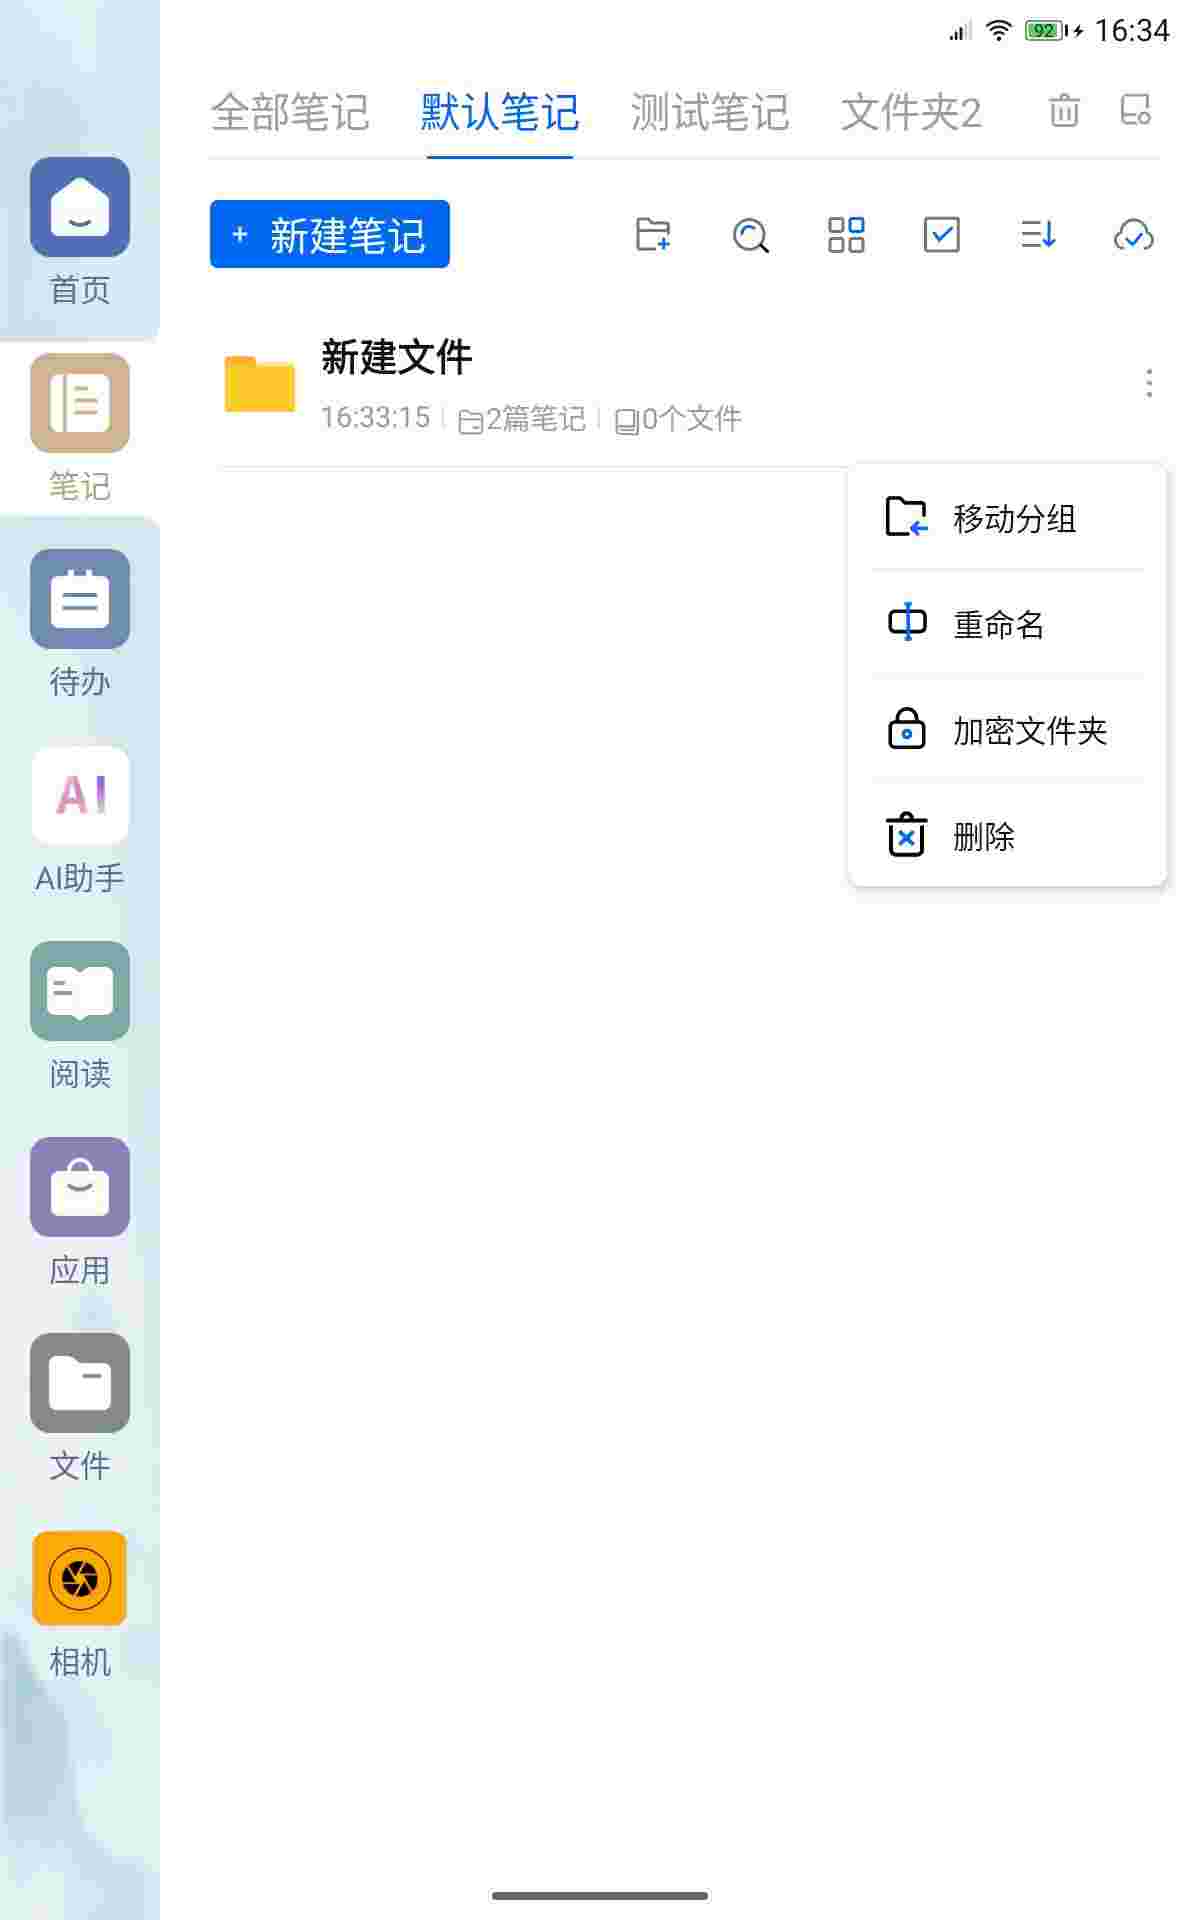 92 16:34
全部笔记 默认笔记 测试笔记 文件夹2
+ 新建笔记
首页
新建文件
16:33:15 2篇笔记 0个文件
笔记
移动分组
重命名
加密文件夹
删除
待办
AI
AI助手
阅读
应用
文件
相机